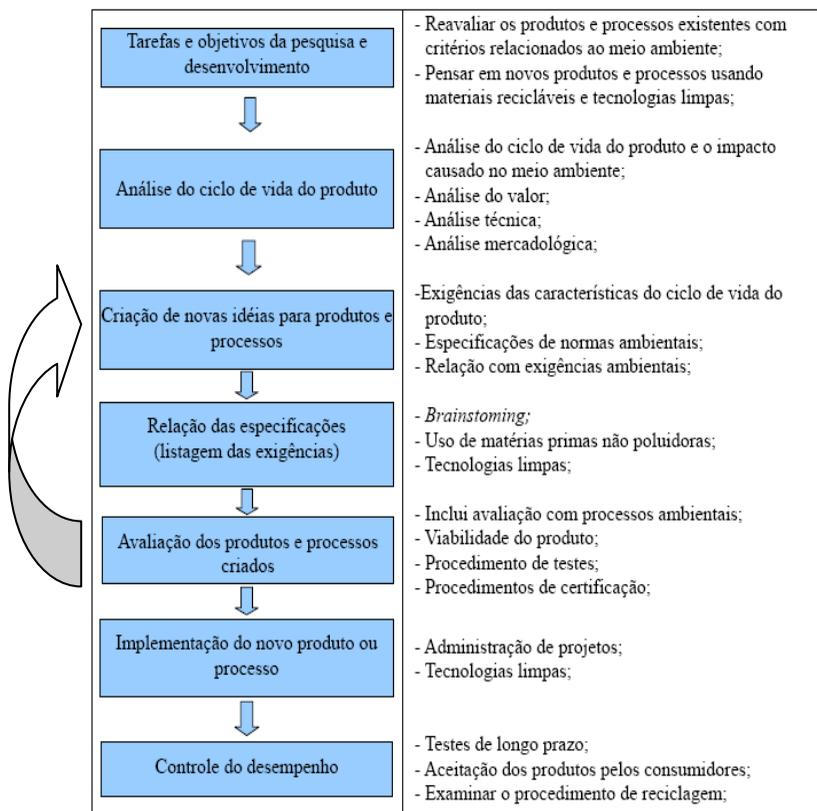 Tarefas e objetivos da pesquisa e
desenvolvimento
- Reavaliar os produtos e processos existentes com
critérios relacionados ao meio ambiente;
- Pensar em novos produtos e processos usando
materiais recicláveis e tecnologias limpas;
Análise do ciclo de vida do produto
- Análise do ciclo de vida do produto e o impacto
causado no meio ambiente;
- Análise do valor;
- Análise técnica;
- Análise mercadológica;
Criação de novas idéias para produtos e
processos
-Exigências das características do ciclo de vida do
produto;
- Especificações de normas ambientais;
- Relação com exigências ambientais;
Relação das especificações
(listagem das exigências)
- Brainstoming;
- Uso de matérias primas não poluidoras;
- Tecnologias limpas;
Avaliação dos produtos e processos
criados
- Inclui avaliação com processos ambientais;
- Viabilidade do produto;
- Procedimento de testes;
- Procedimentos de certificação;
Implementação do novo produto ou
processo
- Administração de projetos;
- Tecnologias limpas;
Controle do desempenho
- Testes de longo prazo;
- Aceitação dos produtos pelos consumidores;
- Examinar o procedimento de reciclagem;